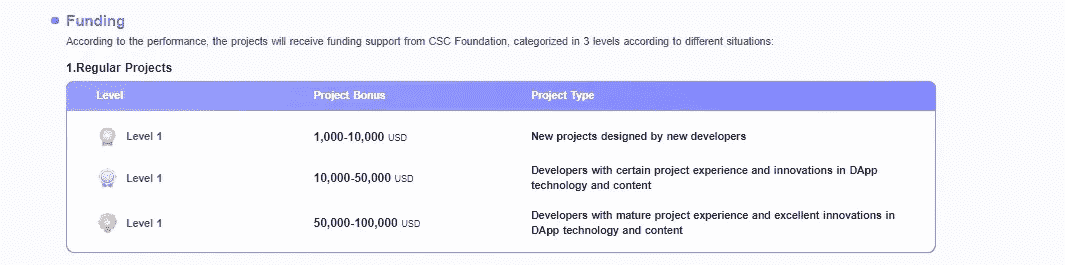 Funding
According to the performance, the projects will receive funding support from CSC Foundation, categorized in 3 levels according to different situations:
1.Regular Projects
Level Project Bonus Project Type
Level 1 1,000-10,000 USD New projects designed by new developers
Level 1 10,000-50,000 USD Developers with certain project experience and innovations in DApp
technology and content
Level 1 50,000-100,000 USD Developers with mature project experience and excellent innovations in
DApp technology and content